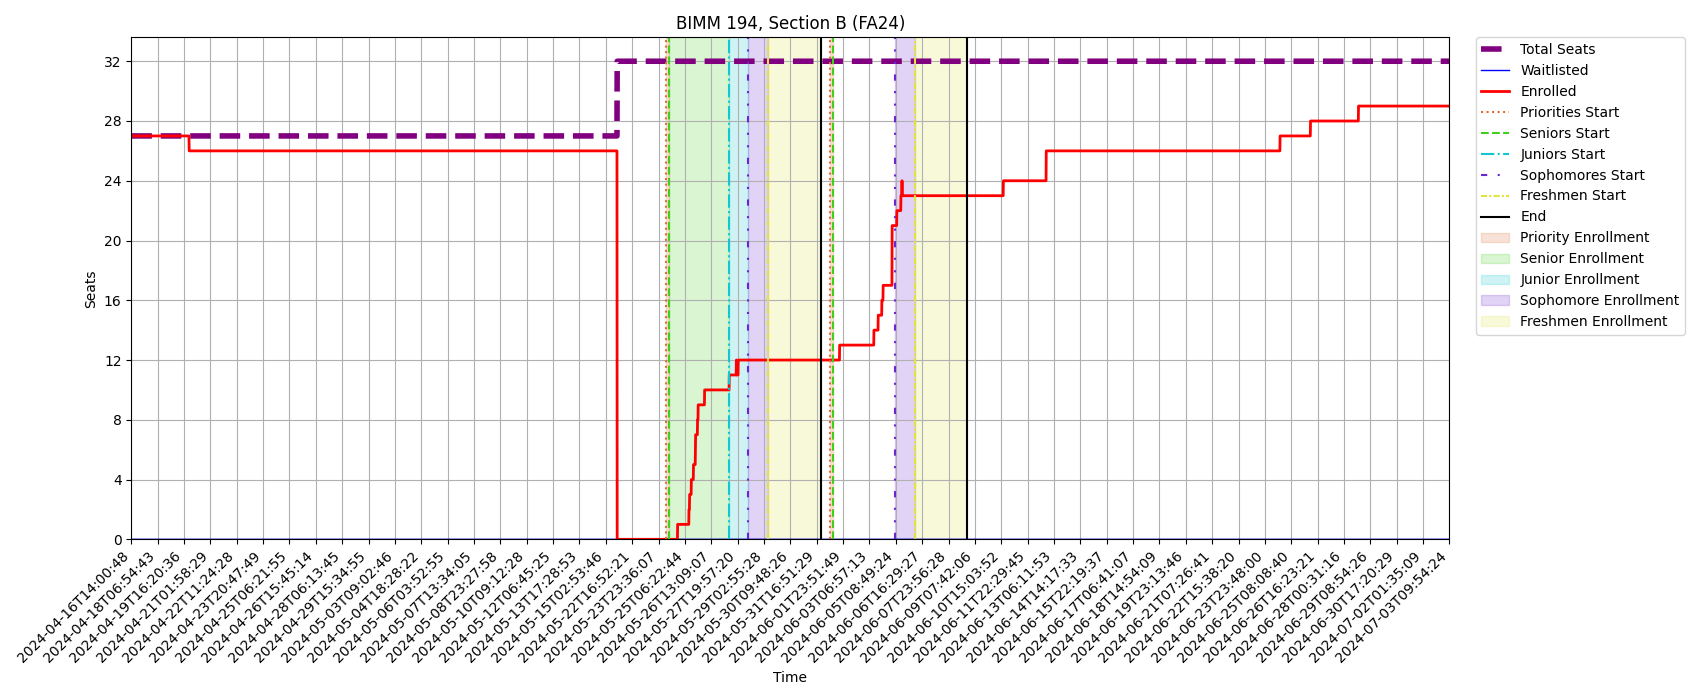 BIMM 194, Section B (FA24)
Seats
32
28
24
20
16
12
8
4
0
2024-04-16T14:00:48
2024-04-18T06:54:43
2024-04-19T16:20:36
2024-04-21T01:58:29
2024-04-22T11:24:28
2024-04-23T20:47:49
2024-04-25T06:21:55
2024-04-26T15:45:14
2024-04-28T06:13:45
2024-04-29T15:34:55
2024-05-03T09:02:46
2024-05-04T18:28:22
2024-05-06T03:52:55
2024-05-07T13:34:05
2024-05-08T23:27:58
2024-05-10T09:12:28
2024-05-12T06:45:25
2024-05-13T17:28:53
2024-05-15T02:53:46
2024-05-22T16:52:21
2024-05-23T23:36:07
2024-05-25T06:22:44
2024-05-26T13:09:07
2024-05-27T19:57:20
2024-05-29T02:55:28
2024-05-30T09:48:26
2024-05-31T16:51:29
2024-06-01T23:51:49
2024-06-03T06:57:13
2024-06-05T08:49:24
2024-06-06T16:29:27
2024-06-07T23:56:28
2024-06-09T07:42:06
2024-06-10T15:03:52
2024-06-11T22:29:45
2024-06-13T06:11:53
2024-06-14T14:17:33
2024-06-15T22:19:37
2024-06-17T06:41:07
2024-06-18T14:54:09
2024-06-19T23:13:46
2024-06-21T07:26:41
2024-06-22T15:38:20
2024-06-23T23:48:00
2024-06-25T08:08:40
2024-06-26T16:23:21
2024-06-28T00:31:16
2024-06-29T08:54:26
2024-06-30T17:20:29
2024-07-02T01:35:09
2024-07-03T09:54:24
Time
Total Seats
Waitlisted
Enrolled
Priorities Start
Seniors Start
Juniors Start
Sophomores Start
Freshmen Start
End
Priority Enrollment
Senior Enrollment
Junior Enrollment
Sophomore Enrollment
Freshmen Enrollment